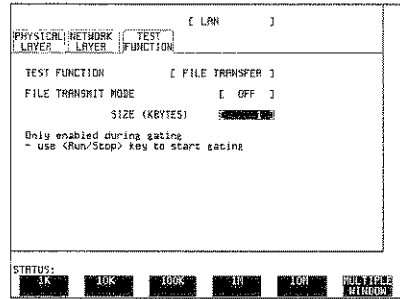 [ LAN ]
PHYSICAL LAYER NETWORK LAYER TEST FUNCTION
TEST FUNCTION [ FILE TRANSFER ]
FILE TRANSMIT MODE [ OFF ]
SIZE (KBYTES) 1
Only enabled during gating
- use <Run/Stop> key to start gating
STATUS:
1K 10K 100K 1M 10M MULTIPLE WINDOW